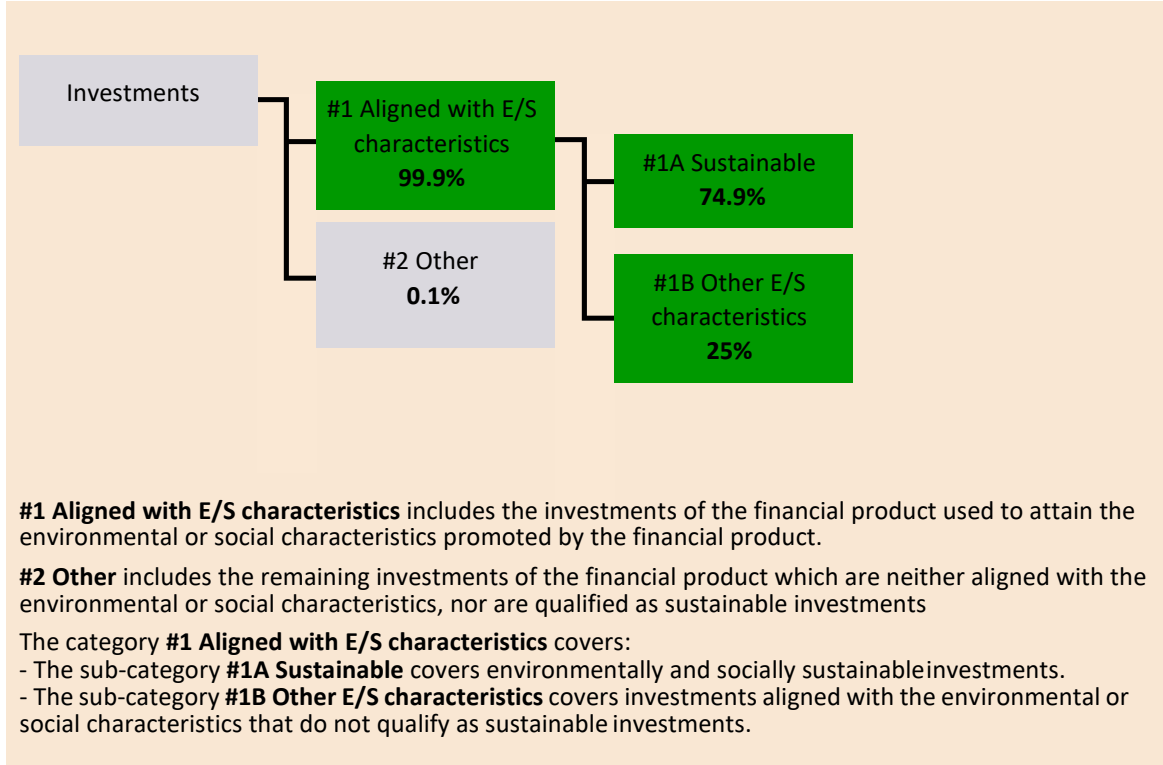 Investments
#1 Aligned with E/S
characteristics
99.9%
#2 Other
0.1%
#1A Sustainable
74.9%
#1B Other E/S
characteristics
25%
#1 Aligned with E/S characteristics includes the investments of the financial product used to attain the
environmental or social characteristics promoted by the financial product.
#2 Other includes the remaining investments of the financial product which are neither aligned with the
environmental or social characteristics, nor are qualified as sustainable investments
The category #1 Aligned with E/S characteristics covers:
- The sub-category #1A Sustainable covers environmentally and socially sustainable investments.
- The sub-category #1B Other E/S characteristics covers investments aligned with the environmental or
social characteristics that do not qualify as sustainable investments.